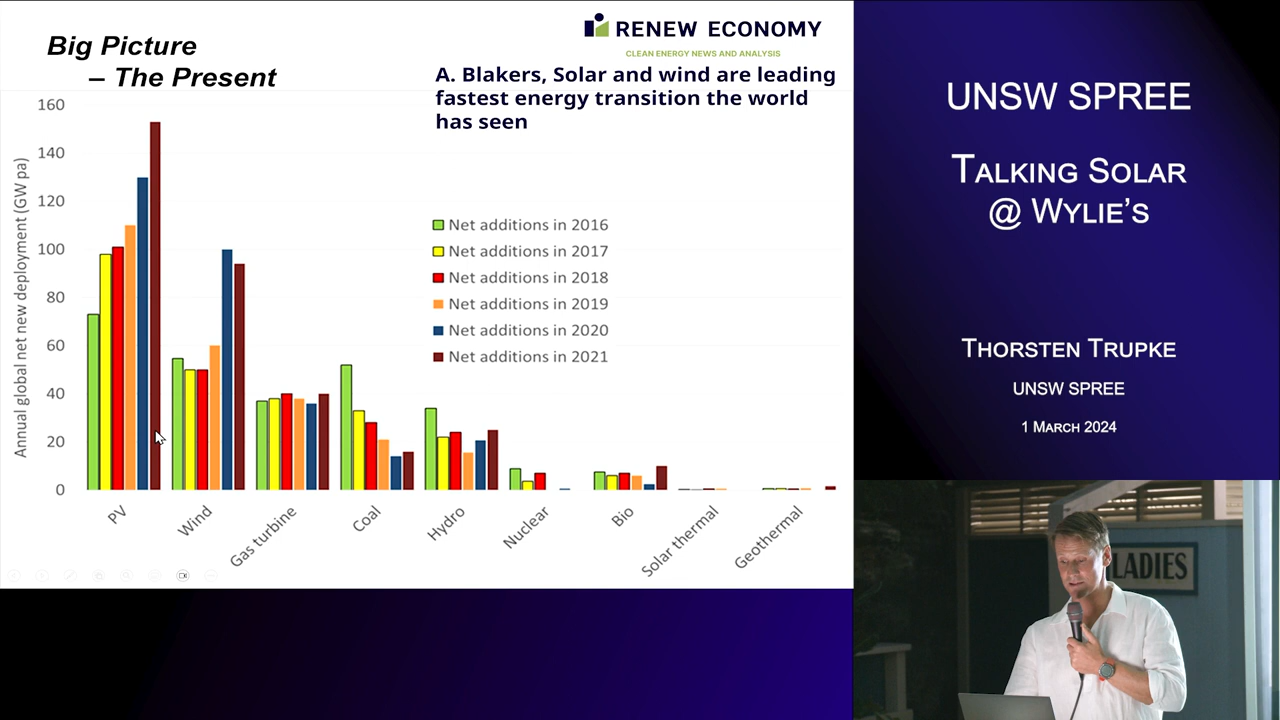 Big Picture
– The Present
RENEW ECONOMY
CLEAN ENERGY NEWS AND ANALYSIS
A. Blakers, Solar and wind are leading
fastest energy transition the world
has seen
Annual global net new deployment (GW pa)
160
140
120
100
80
60
40
20
0
Net additions in 2016
Net additions in 2017
Net additions in 2018
Net additions in 2019
Net additions in 2020
Net additions in 2021
PV
Wind
Gas turbine
Coal
Hydro
Nuclear
Bio
Solar thermal
Geothermal
UNSW SPREE
TALKING SOLAR
@ WYLIE'S
THORSTEN TRUPKE
UNSW SPREE
1 MARCH 2024
LADIES